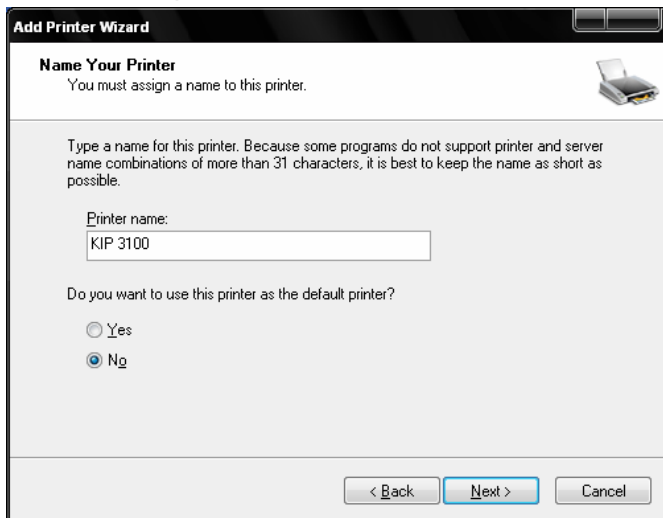 Add Printer Wizard
Name Your Printer
You must assign a name to this printer.
Type a name for this printer. Because some programs do not support printer and server
name combinations of more than 31 characters, it is best to keep the name as short as
possible.
Printer name:
KIP 3100
Do you want to use this printer as the default printer?
Yes
No
< Back Next > Cancel